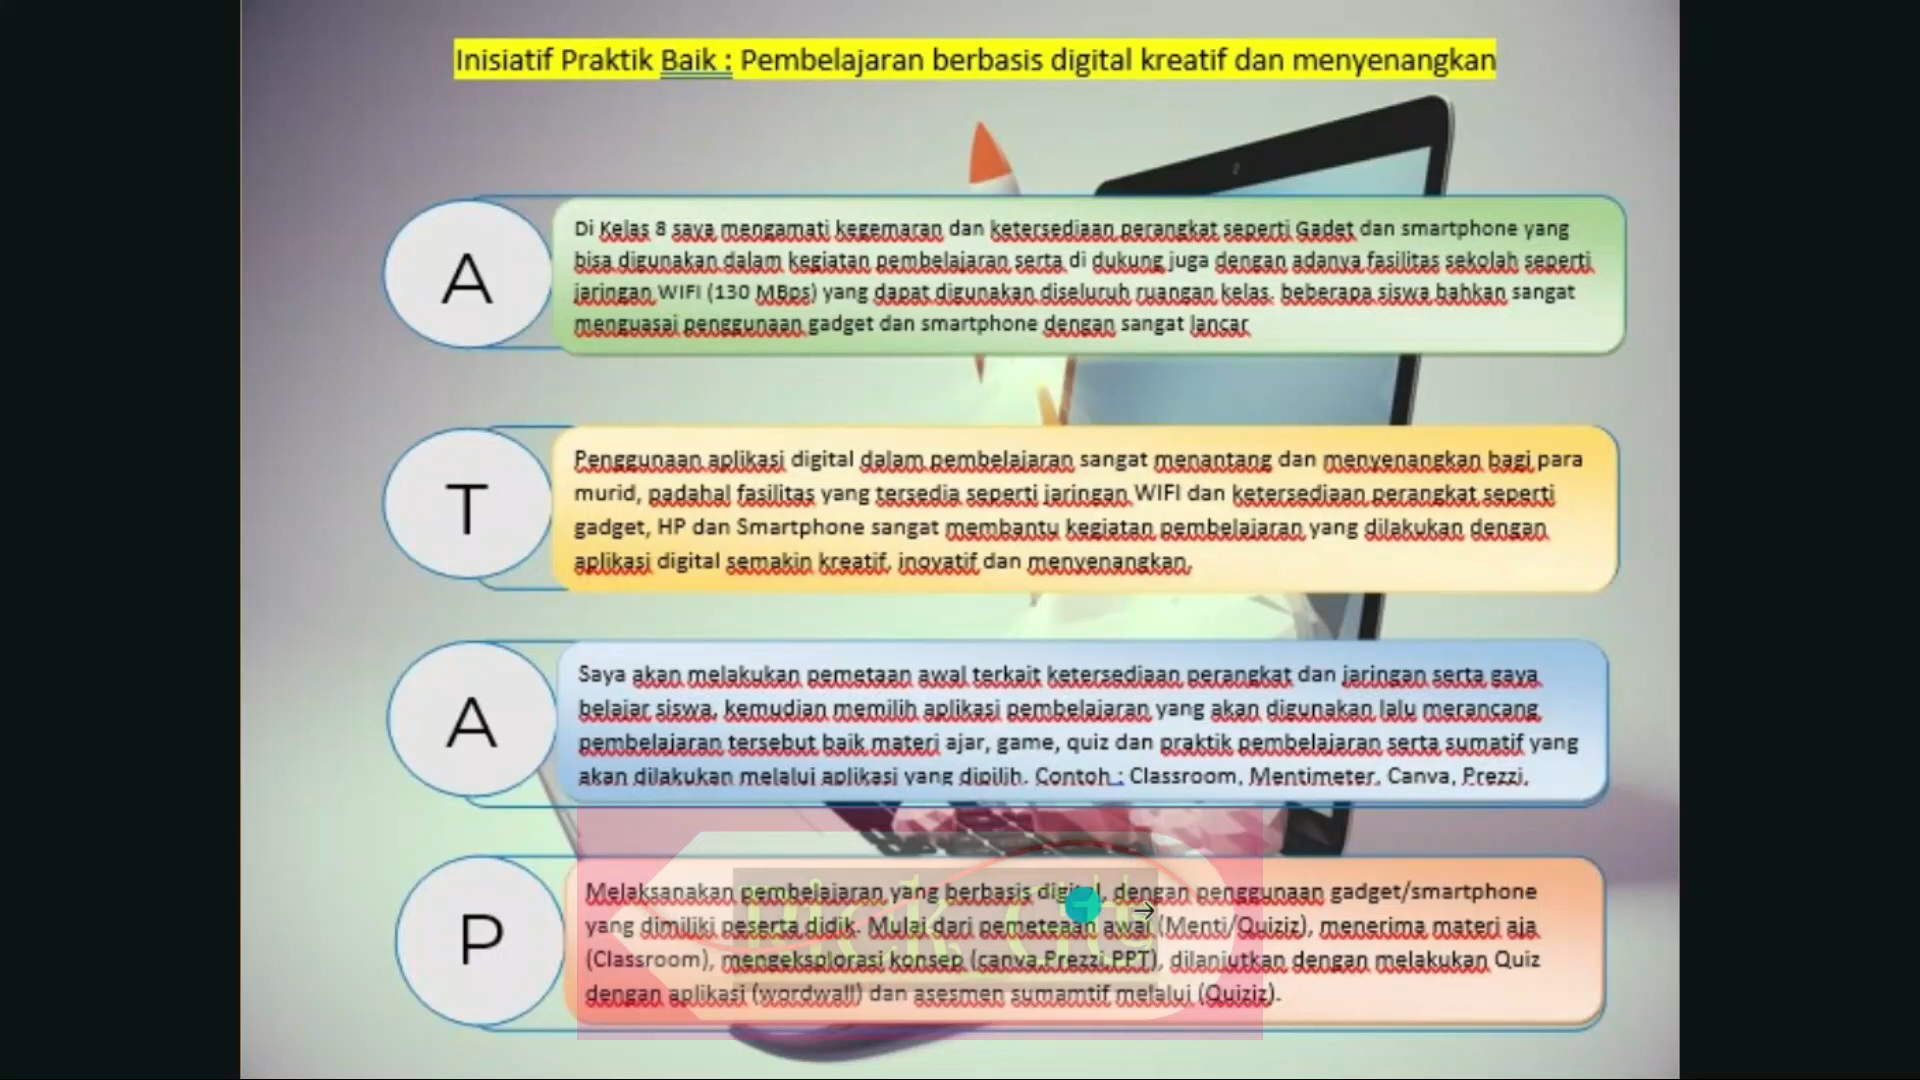 Inisiatif Praktik Baik : Pembelajaran berbasis digital kreatif dan menyenangkan
A
Di Kelas 8 saya mengamati kegemaran dan ketersediaan perangkat seperti Gadet dan smartphone yang
bisa digunakan dalam kegiatan pembelajaran serta di dukung juga dengan adanya fasilitas sekolah seperti
jaringan WIFI (130 MBps) yang dapat digunakan diseluruh ruangan kelas. beberapa siswa bahkan sangat
menguasai penggunaan gadget dan smartphone dengan sangat lancar
T
Penggunaan aplikasi digital dalam pembelajaran sangat menantang dan menyenangkan bagi para
murid, padahal fasilitas yang tersedia seperti jaringan WIFI dan ketersediaan perangkat seperti
gadget, HP dan Smartphone sangat membantu kegiatan pembelajaran yang dilakukan dengan
aplikasi digital semakin kreatif, inovatif dan menyenangkan.
A
Saya akan melakukan pemetaan awal terkait ketersediaan perangkat dan jaringan serta gaya
belajar siswa, kemudian memilih aplikasi pembelajaran yang akan digunakan lalu merancang
pembelajaran tersebut baik materi ajar, game, quiz dan praktik pembelajaran serta sumatif yang
akan dilakukan melalui aplikasi yang dipilih. Contoh : Classroom, Mentimeter, Canva, Prezzi,
P
Melaksanakan pembelajaran yang berbasis digital, dengan penggunaan gadget/smartphone
yang dimiliki peserta didik. Mulai dari pemeteaan awal (Menti/Quiziz), menerima materi aja
(Classroom), mengeksplorasi konsep (canva,Prezzi,PPT), dilanjutkan dengan melakukan Quiz
dengan aplikasi (wordwall) dan asesmen sumamtif melalui (Quiziz).